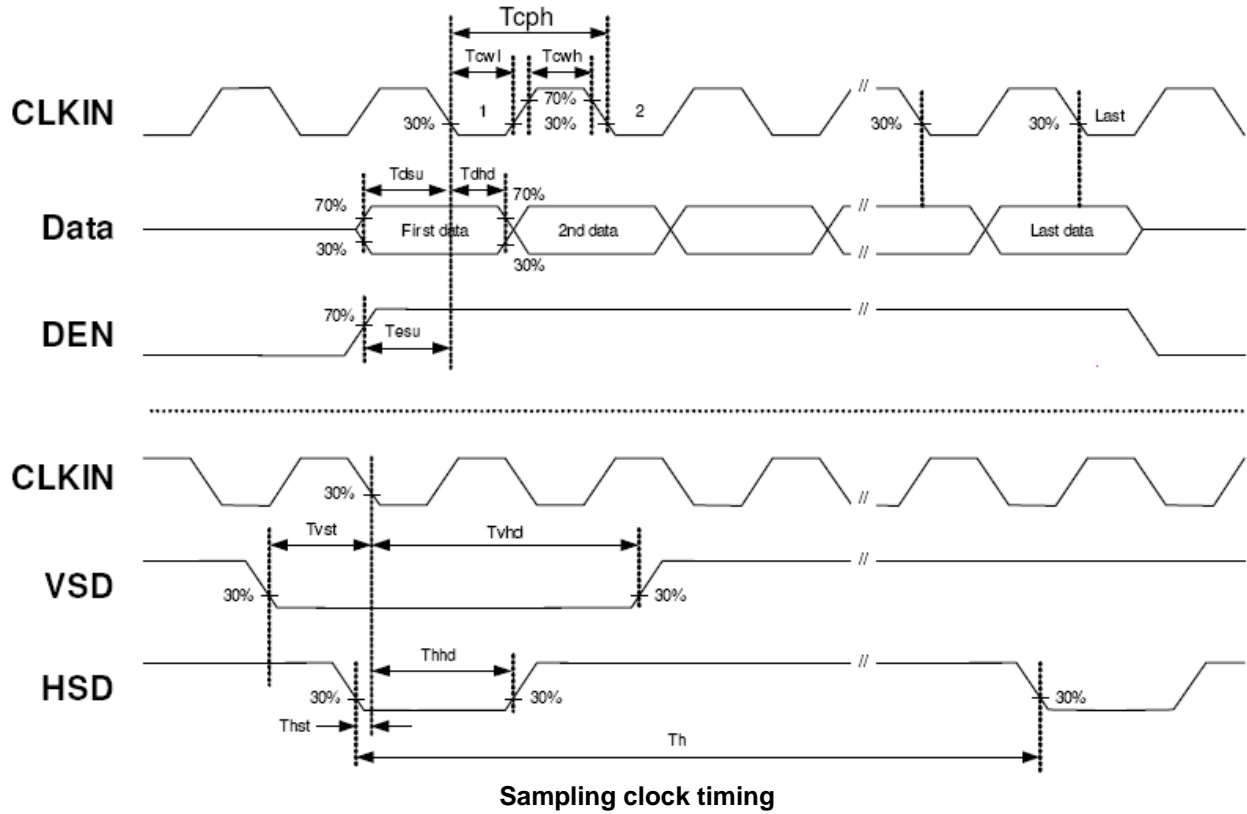 Tcph
Tcwl Tcwh
CLKIN 30% 1 70% 30% 2 // 30% 30% Last
Tdsu Tdhd
70% 70%
Data First data 2nd data // // Last data
30% 30%
DEN 70% Tesu //
CLKIN 30% //
Tvst Tvhd
VSD 30% 30% //
Thhd
HSD 30% 30% // 30%
Thst
Th
Sampling clock timing